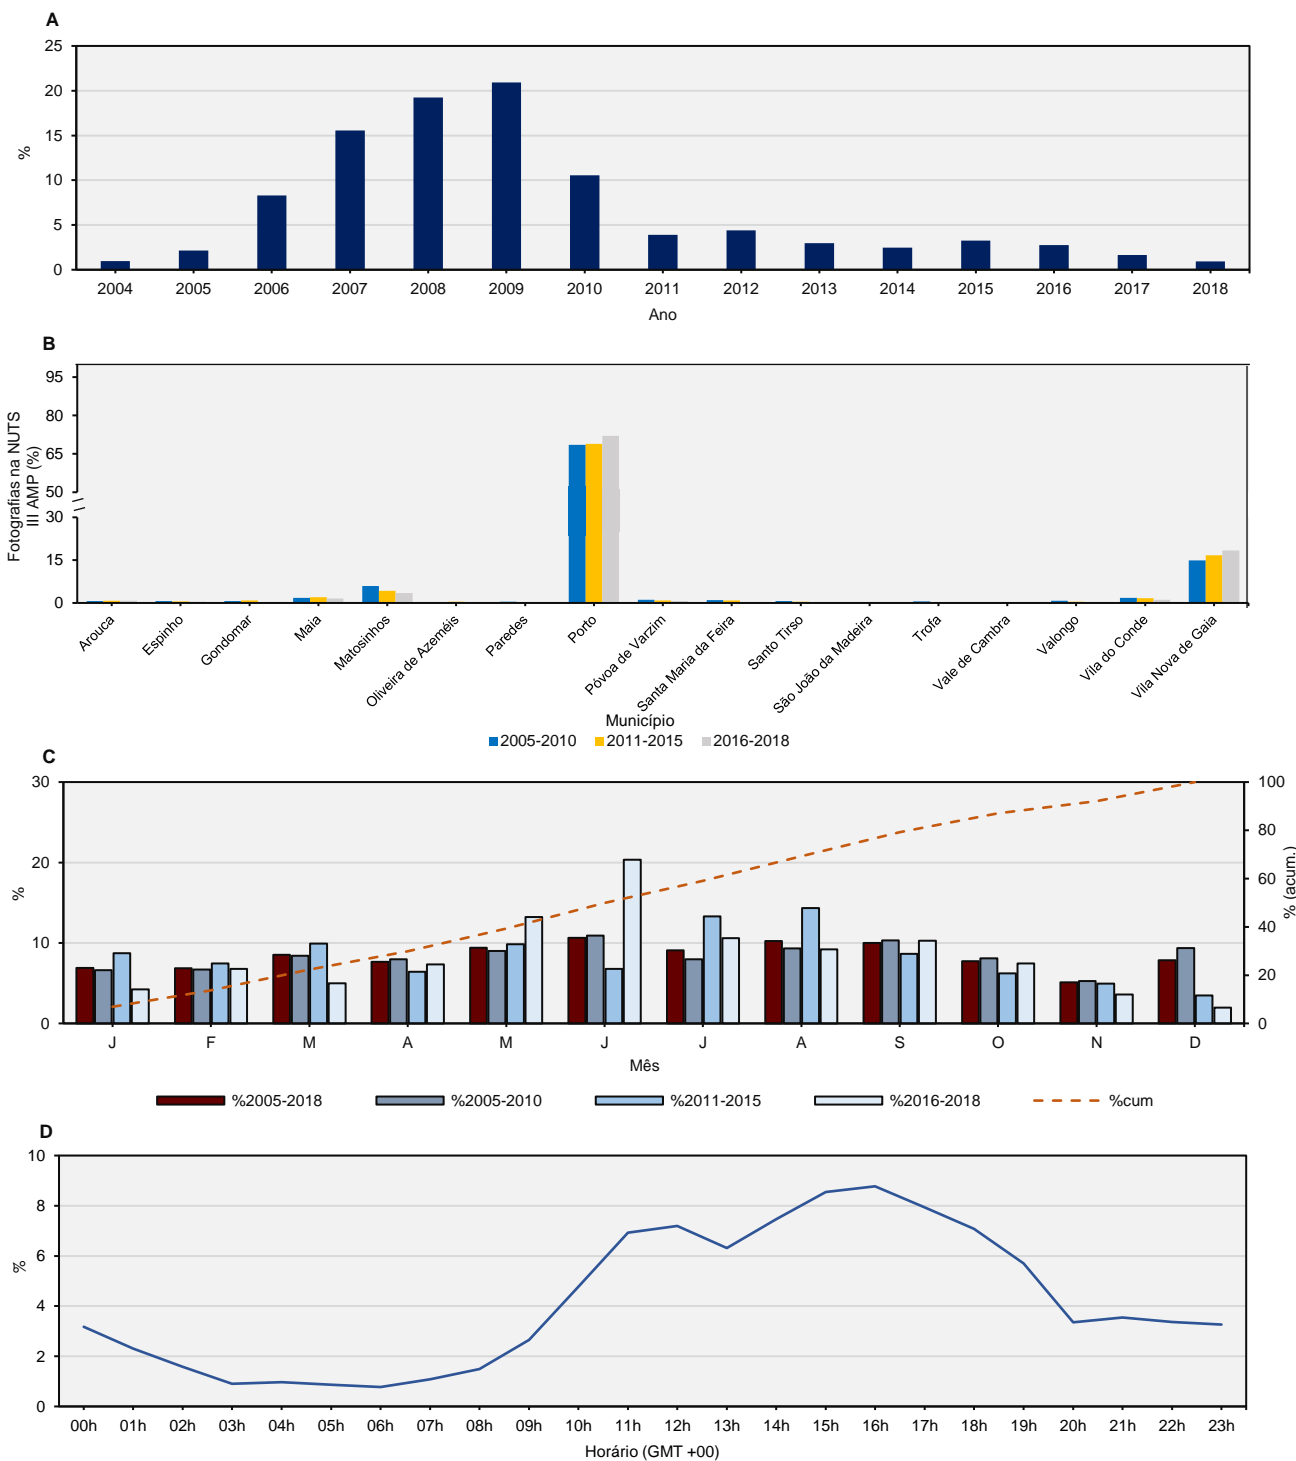 A
25
20
15
10
5
0
%
2004 2005 2006 2007 2008 2009 2010 2011 2012 2013 2014 2015 2016 2017 2018
Ano
B
Fotografias na NUTS
III AMP (%)
95
80
65
50
30
15
0
Arouca Espinho Gondomar Maia Matosinhos Oliveira de Azeméis Paredes Porto Póvoa de Varzim Santa Maria da Feira Santo Tirso São João da Madeira Trofa Vale de Cambra Valongo Vila do Conde Vila Nova de Gaia
Município
2005-2010 2011-2015 2016-2018
C
30
20
10
0
%
100
80
60
40
20
0
% (acum.)
J F M A M J J A S O N D
Mês
%2005-2018 %2005-2010 %2011-2015 %2016-2018 %cum
D
10
8
6
4
2
0
%
00h 01h 02h 03h 04h 05h 06h 07h 08h 09h 10h 11h 12h 13h 14h 15h 16h 17h 18h 19h 20h 21h 22h 23h
Horário (GMT +00)